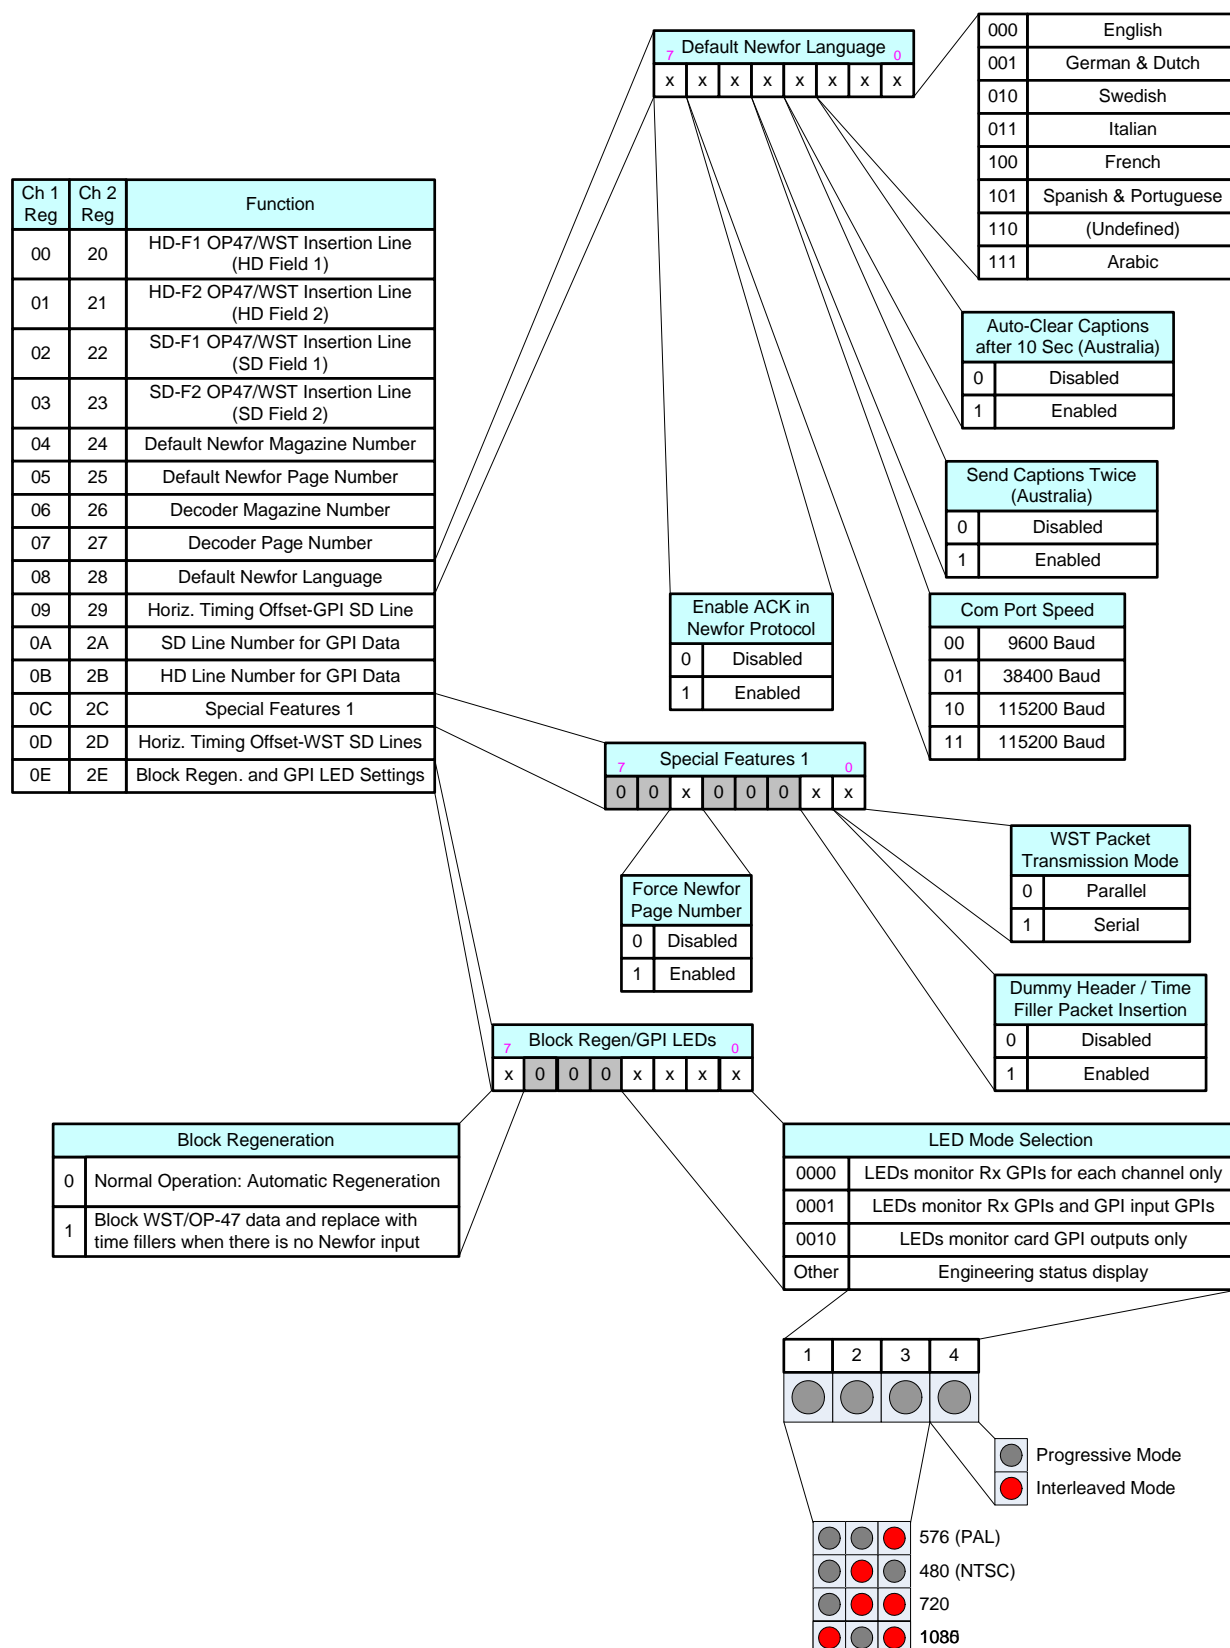 Default Newfor Language
7 0
x x x x x x x x
000 English
001 German & Dutch
010 Swedish
011 Italian
100 French
101 Spanish & Portuguese
110 (Undefined)
111 Arabic
Ch 1 Reg Ch 2 Reg Function
00 20 HD-F1 OP47/WST Insertion Line
(HD Field 1)
01 21 HD-F2 OP47/WST Insertion Line
(HD Field 2)
02 22 SD-F1 OP47/WST Insertion Line
(SD Field 1)
03 23 SD-F2 OP47/WST Insertion Line
(SD Field 2)
04 24 Default Newfor Magazine Number
05 25 Default Newfor Page Number
06 26 Decoder Magazine Number
07 27 Decoder Page Number
08 28 Default Newfor Language
09 29 Horiz. Timing Offset-GPI SD Line
0A 2A SD Line Number for GPI Data
0B 2B HD Line Number for GPI Data
0C 2C Special Features 1
0D 2D Horiz. Timing Offset-WST SD Lines
0E 2E Block Regen. and GPI LED Settings
Auto-Clear Captions
after 10 Sec (Australia)
0 Disabled
1 Enabled
Send Captions Twice
(Australia)
0 Disabled
1 Enabled
Enable ACK in
Newfor Protocol
0 Disabled
1 Enabled
Com Port Speed
00 9600 Baud
01 38400 Baud
10 115200 Baud
11 115200 Baud
Special Features 1
7 0
0 0 x 0 0 0 x x
WST Packet
Transmission Mode
0 Parallel
1 Serial
Force Newfor
Page Number
0 Disabled
1 Enabled
Dummy Header / Time
Filler Packet Insertion
0 Disabled
1 Enabled
Block Regen/GPI LEDs
7 0
x 0 0 0 x x x x
Block Regeneration
0 Normal Operation: Automatic Regeneration
1 Block WST/OP-47 data and replace with
time fillers when there is no Newfor input
LED Mode Selection
0000 LEDs monitor Rx GPIs for each channel only
0001 LEDs monitor Rx GPIs and GPI input GPIs
0010 LEDs monitor card GPI outputs only
Other Engineering status display
1 2 3 4
Progressive Mode
Interleaved Mode
576 (PAL)
480 (NTSC)
720